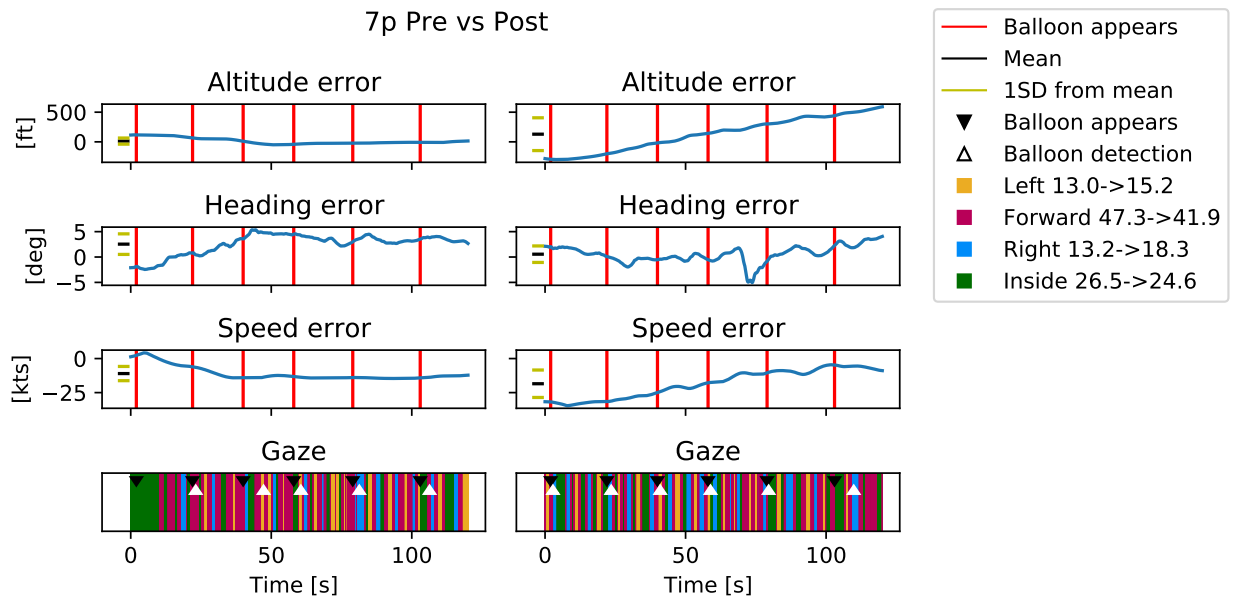 7p Pre vs Post
Altitude error
Altitude error
500
0
[ft]
Heading error
Heading error
5
0
−5
[deg]
Speed error
Speed error
0
−25
[kts]
Gaze
Gaze
0
50
100
0
50
100
Time [s]
Time [s]
Balloon appears
Mean
1SD from mean
Balloon appears
Balloon detection
Left 13.0->15.2
Forward 47.3->41.9
Right 13.2->18.3
Inside 26.5->24.6